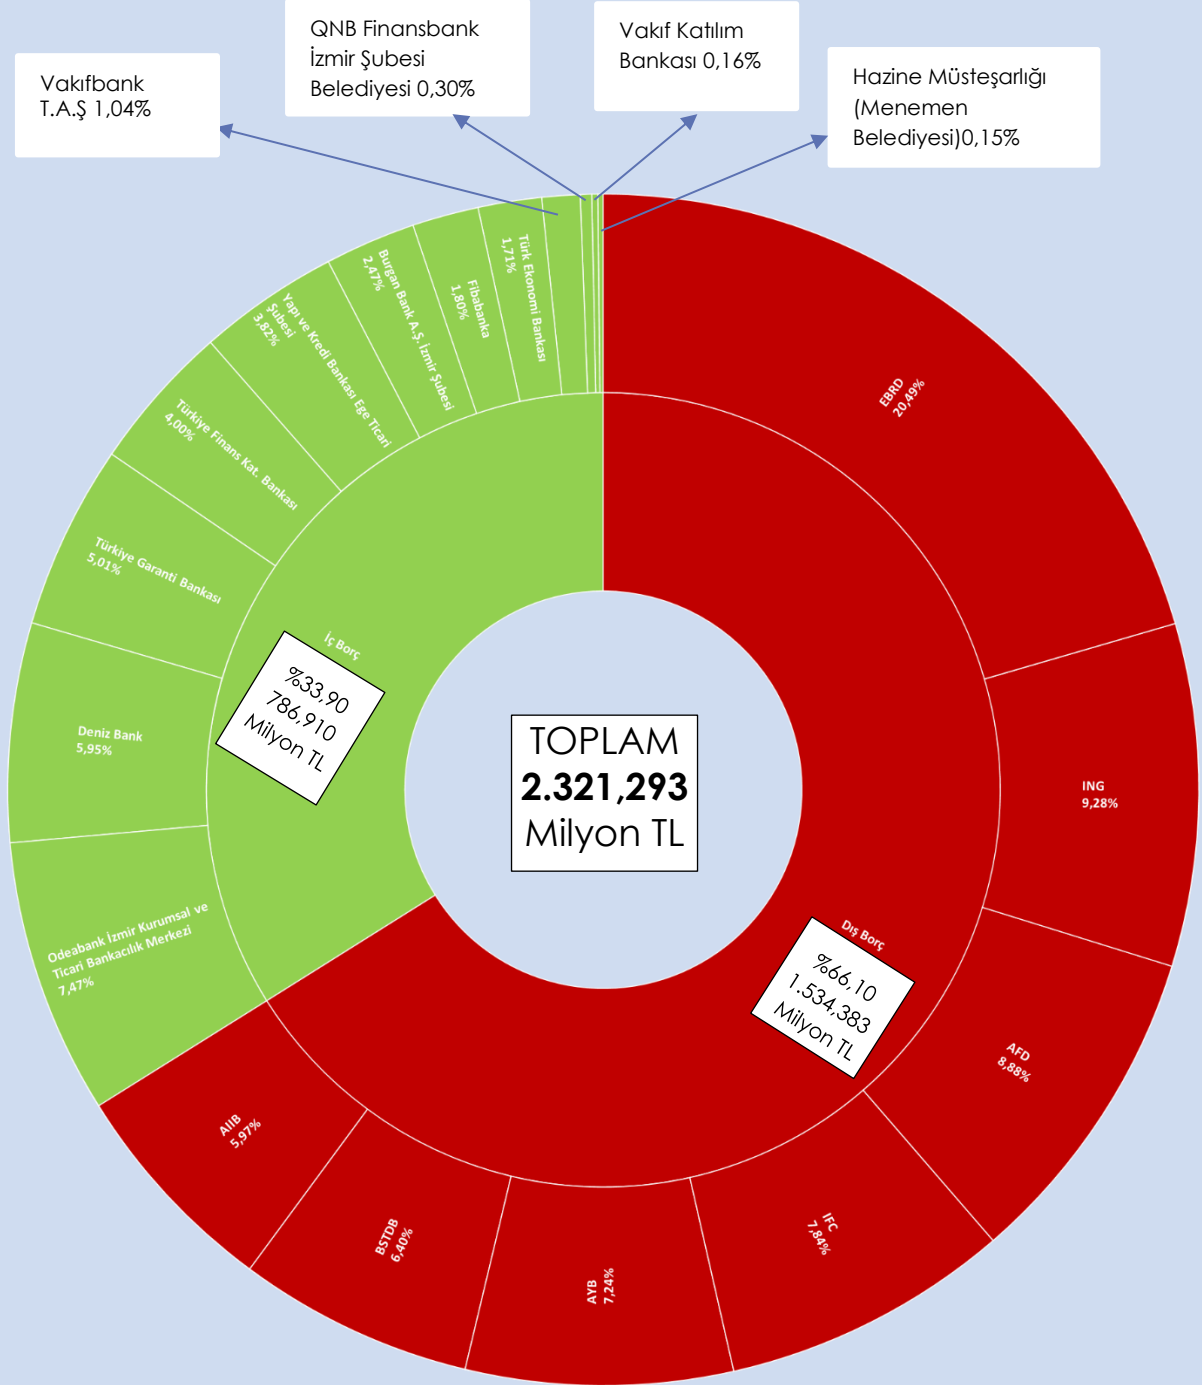 QNB Finansbank
İzmir Şubesi
Belediyesi 0,30%
Vakıf Katılım
Bankası 0,16%
Vakıfbank
T.A.Ş 1,04%
Hazine Müsteşarlığı
(Menemen
Belediyesi)0,15%
EBRD
20,49%
ING
9,28%
AFD
8,88%
IFC
7,84%
AYB
7,24%
BSTDB
6,40%
AIIB
5,97%
Odeabank İzmir Kurumsal ve
Ticari Bankacılık Merkezi
7,47%
Deniz Bank
5,95%
Türkiye Garanti Bankası
5,01%
Türkiye Finans Kat. Bankası
4,00%
Yapı ve Kredi Bankası Ege Ticari
Şubesi
3,82%
Burgan Bank A.Ş. İzmir Şubesi
2,47%
Fibabanka
1,80%
Türk Ekonomi Bankası
1,71%
İç Borç
%33,90
786,910
Milyon TL
TOPLAM
2.321,293
Milyon TL
Dış Borç
%66,10
1.534,383
Milyon TL